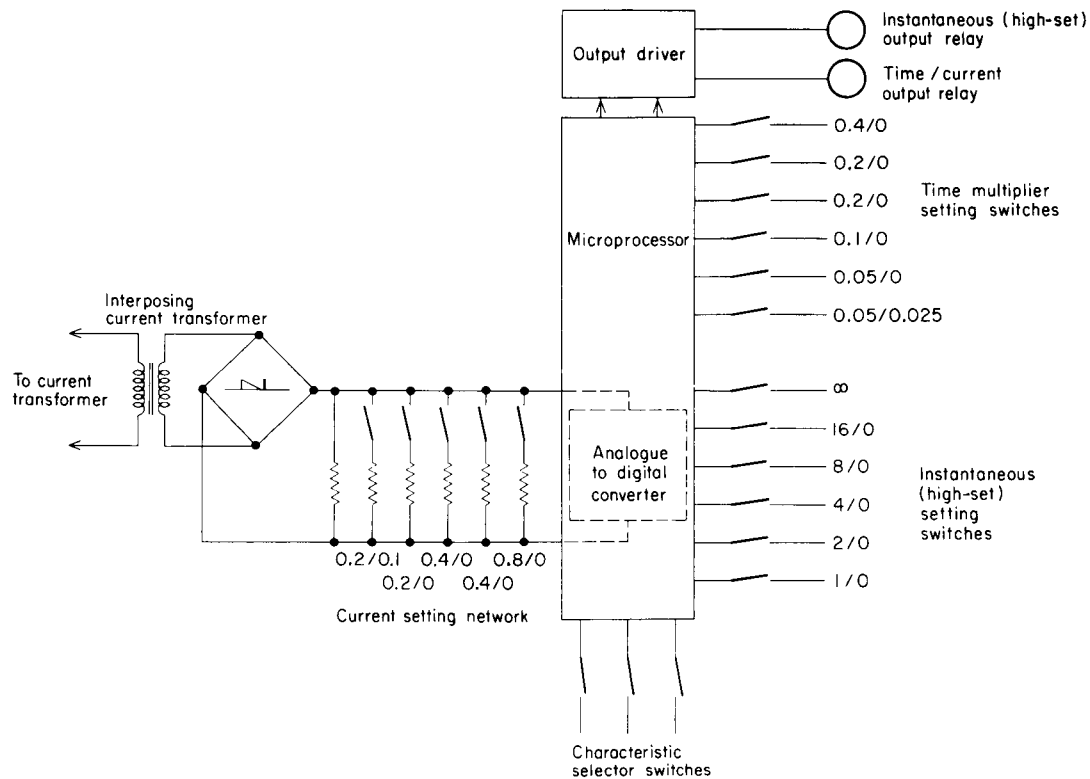 Output driver
Instantaneous (high-set)
output relay
Time / current
output relay
Microprocessor
0.4/0
0.2/0
0.2/0
0.1/0
0.05/0
0.05/0.025
Time multiplier
setting switches
Interposing
current transformer
To current
transformer
Analogue
to digital
converter
∞
16/0
8/0
4/0
2/0
1/0
Instantaneous
(high-set)
setting
switches
0.2/0.1 0.4/0 0.8/0
0.2/0 0.4/0
Current setting network
Characteristic
selector switches